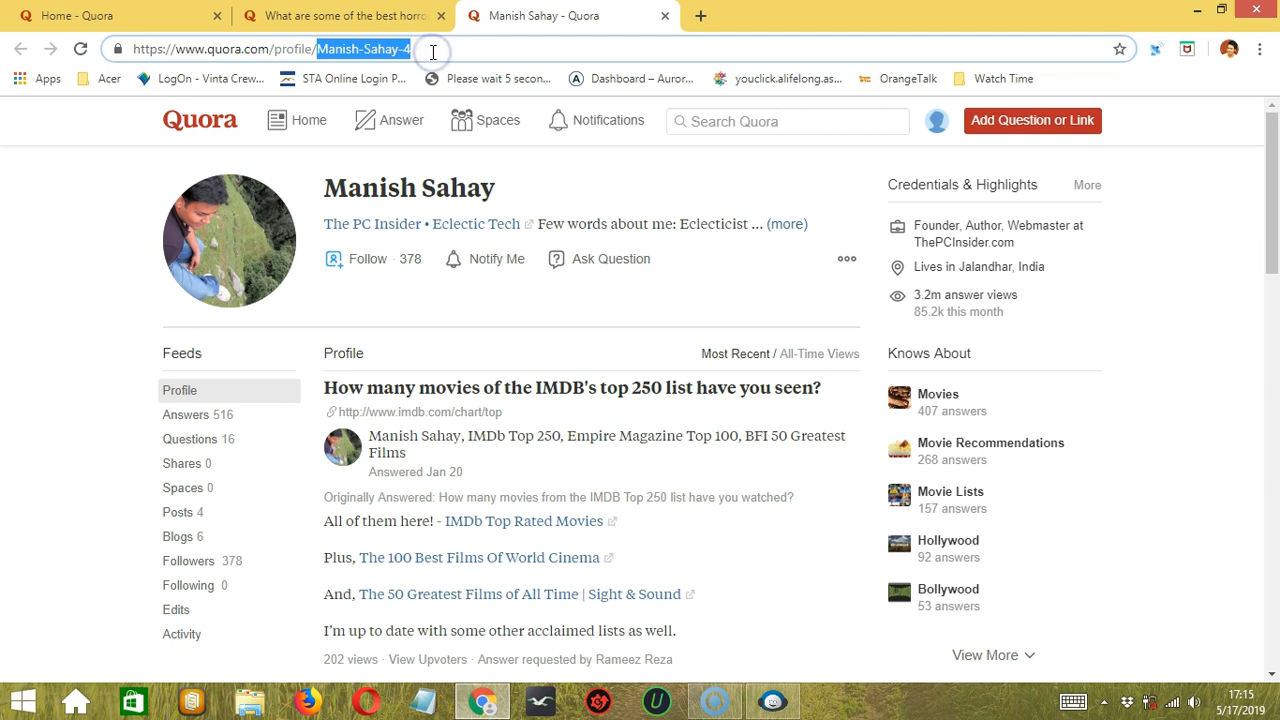 Home - Quora
What are some of the best horro
Manish Sahay - Quora
https://www.quora.com/profile/Manish-Sahay-4
Apps
Acer
LogOn - Vinta Crew...
STA Online Login P...
Please wait 5 secon...
Dashboard – Auror...
youclick.alifelong.as...
OrangeTalk
Watch Time
Quora
Home
Answer
Spaces
Notifications
Search Quora
Add Question or Link
Manish Sahay
The PC Insider • Eclectic Tech Few words about me: Eclecticist ... (more)
Follow · 378
Notify Me
Ask Question
Credentials & Highlights
More
Founder, Author, Webmaster at
ThePCInsider.com
Lives in Jalandhar, India
3.2m answer views
85.2k this month
Feeds
Profile
Answers 516
Questions 16
Shares 0
Spaces 0
Posts 4
Blogs 6
Followers 378
Following 0
Edits
Activity
Profile
Most Recent / All-Time Views
How many movies of the IMDB's top 250 list have you seen?
http://www.imdb.com/chart/top
Manish Sahay, IMDb Top 250, Empire Magazine Top 100, BFI 50 Greatest
Films
Answered Jan 20
Originally Answered: How many movies from the IMDB Top 250 list have you watched?
All of them here! - IMDb Top Rated Movies
Plus, The 100 Best Films Of World Cinema
And, The 50 Greatest Films of All Time | Sight & Sound
I'm up to date with some other acclaimed lists as well.
202 views · View Upvoters · Answer requested by Rameez Reza
Knows About
Movies
407 answers
Movie Recommendations
268 answers
Movie Lists
157 answers
Hollywood
92 answers
Bollywood
53 answers
View More
17:15
5/17/2019